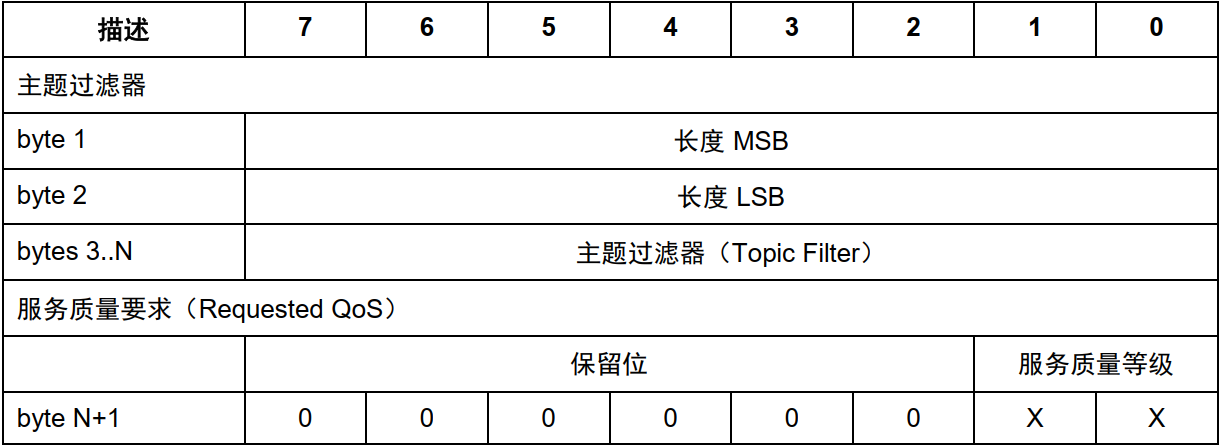 描述 7 6 5 4 3 2 1 0
主题过滤器
byte 1 长度 MSB
byte 2 长度 LSB
bytes 3..N 主题过滤器（Topic Filter）
服务质量要求（Requested QoS）
保留位 服务质量等级
byte N+1 0 0 0 0 0 0 X X